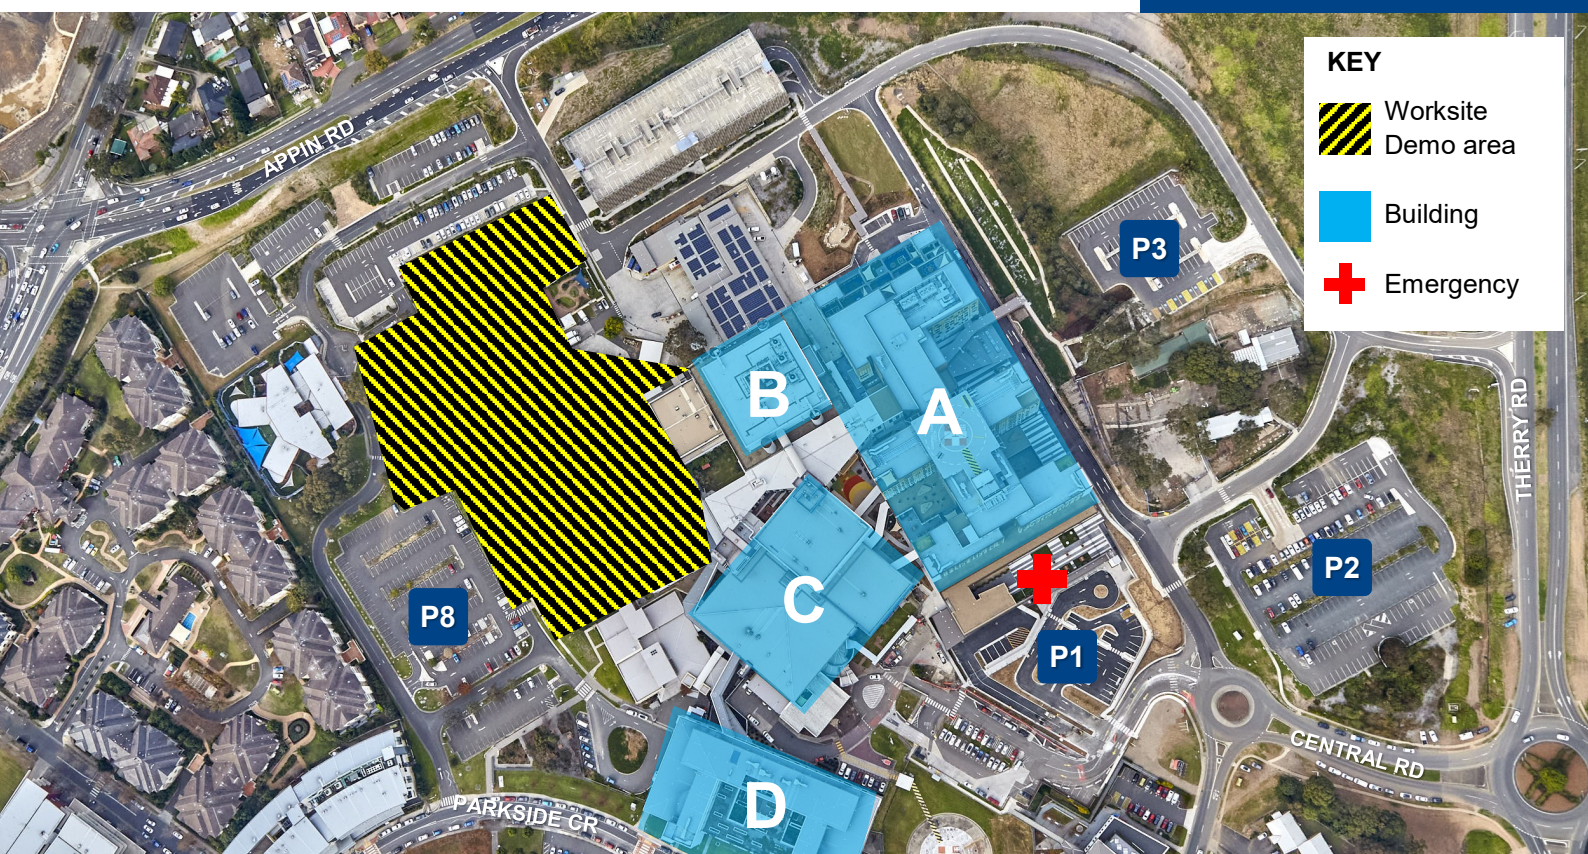 KEY
Worksite
Demo area
Building
Emergency
APPIN RD
P3
B
A
THERRY RD
P2
C
P8
P1
CENTRAL RD
D
PARKSIDE CR